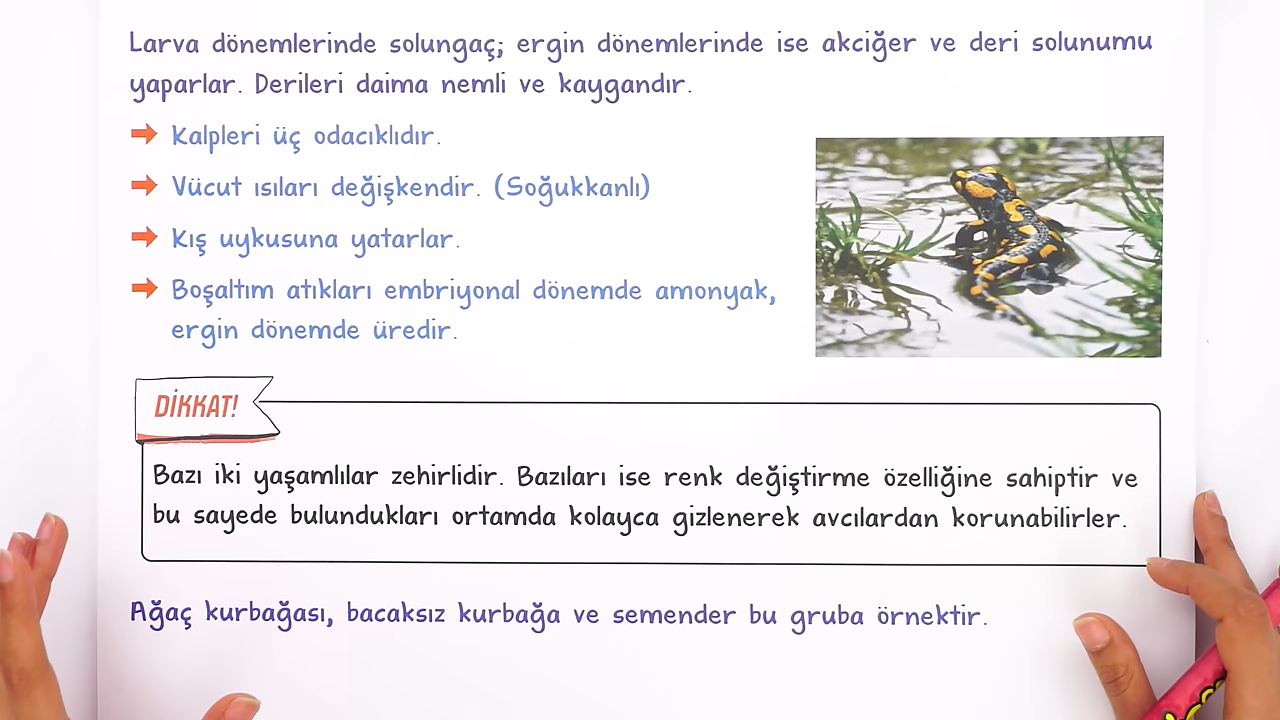 Larva dönemlerinde solungaç; ergin dönemlerinde ise akciğer ve deri solunumu
yaparlar. Derileri daima nemli ve kaygandır.
Kalpleri üç odacıklıdır.
Vücut ısıları değişkendir. (Soğukkanlı)
Kış uykusuna yatarlar.
Boşaltım atıkları embriyonal dönemde amonyak,
ergin dönemde üredir.
DİKKAT!
Bazı iki yaşamlılar zehirlidir. Bazıları ise renk değiştirme özelliğine sahiptir ve
bu sayede bulundukları ortamda kolayca gizlenerek avcılardan korunabilirler.
Ağaç kurbağası, bacaksız kurbağa ve semender bu gruba örnektir.